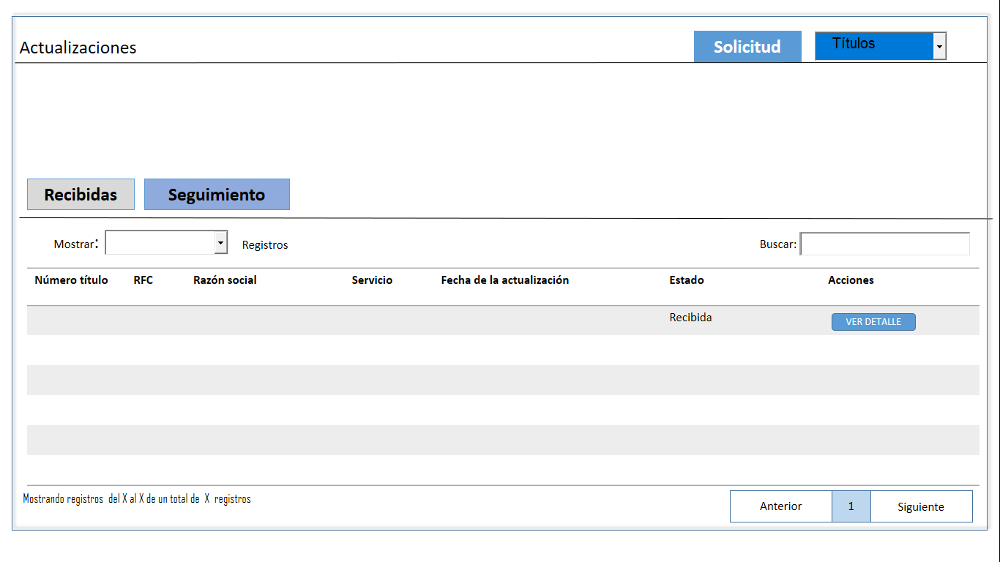 Actualizaciones Solicitud Títulos
Recibidas Seguimiento
Mostrar: Registros Buscar:
Número título RFC Razón social Servicio Fecha de la actualización Estado Acciones
Recibida VER DETALLE
Mostrando registros del X al X de un total de X registros
Anterior 1 Siguiente